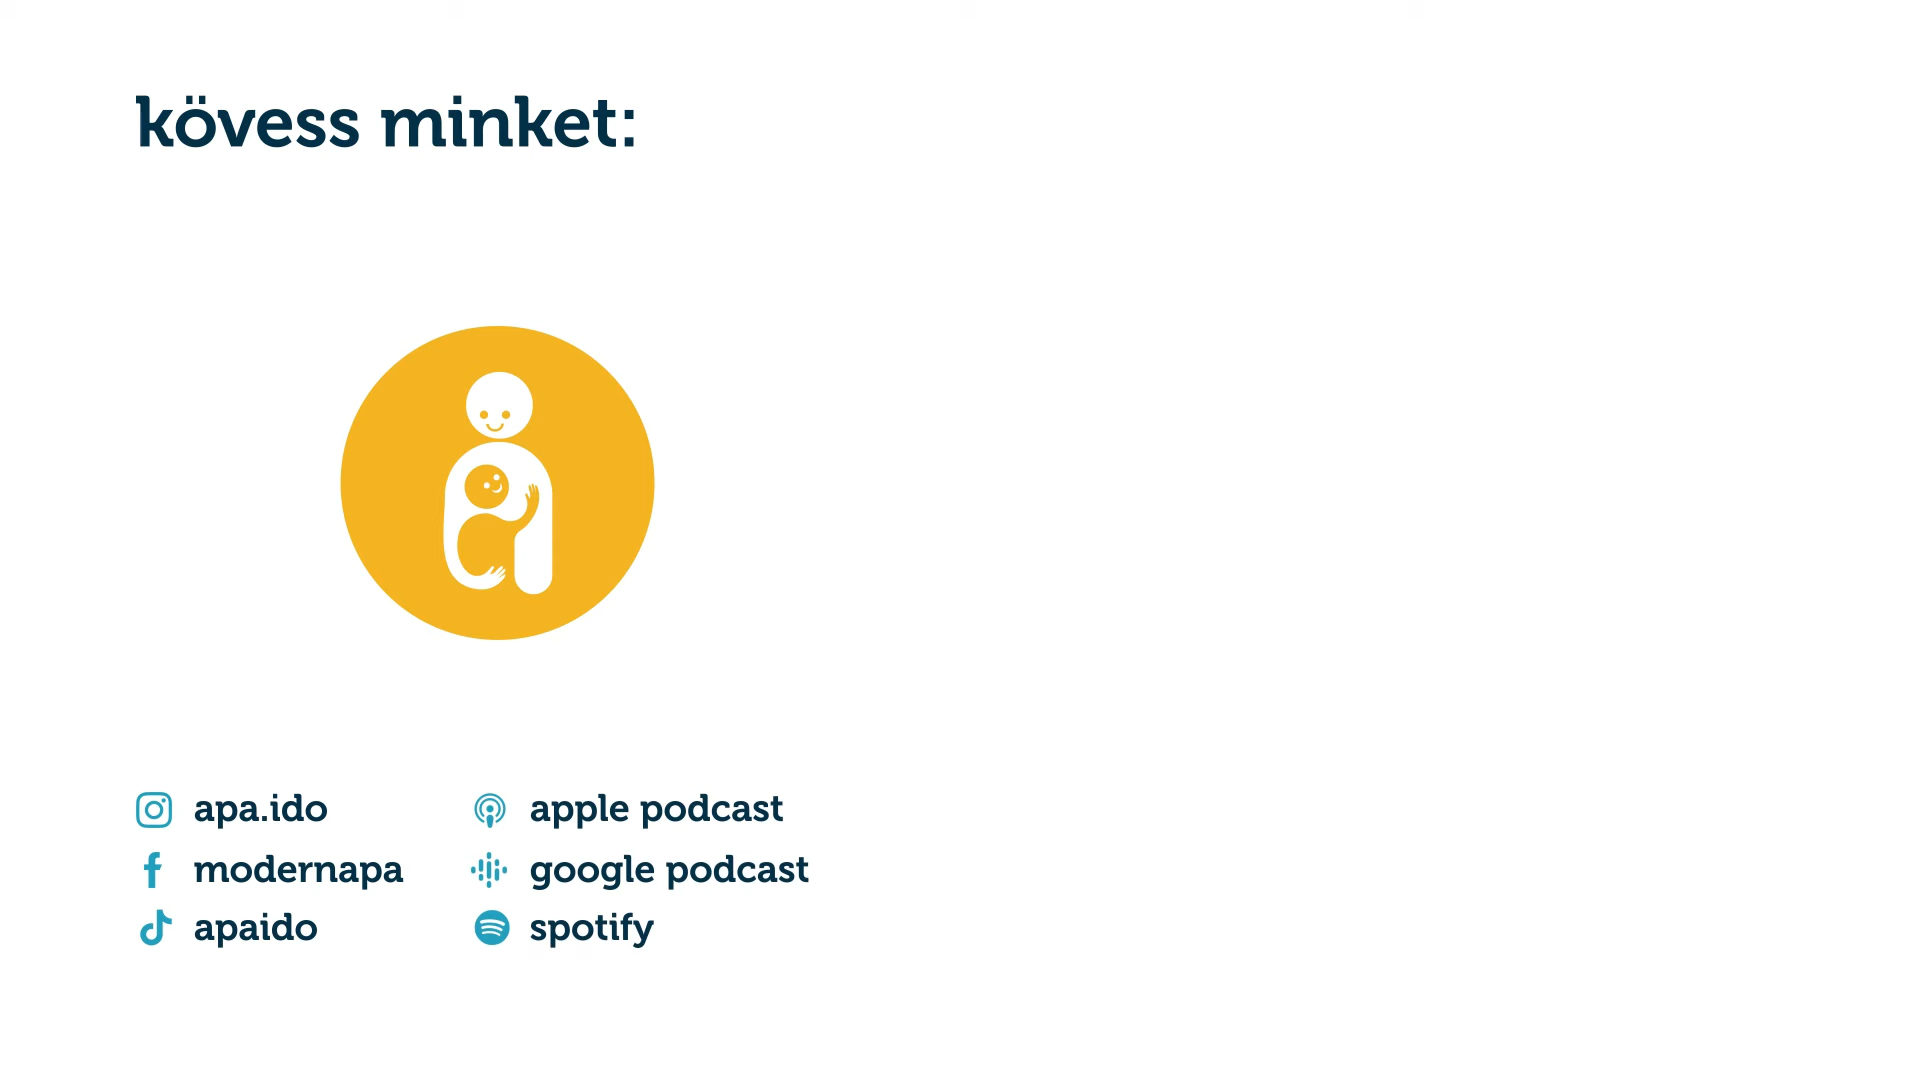 kövess minket:
apa.ido
modernapa
apaido
apple podcast
google podcast
spotify